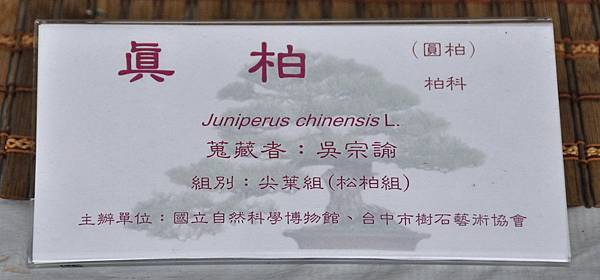 眞柏
(圓柏)
柏科
Juniperus chinensis L.
蒐藏者：吳宗諭
組別：尖葉組(松柏組)
主辦單位：國立自然科學博物館、台中市樹石藝術協會